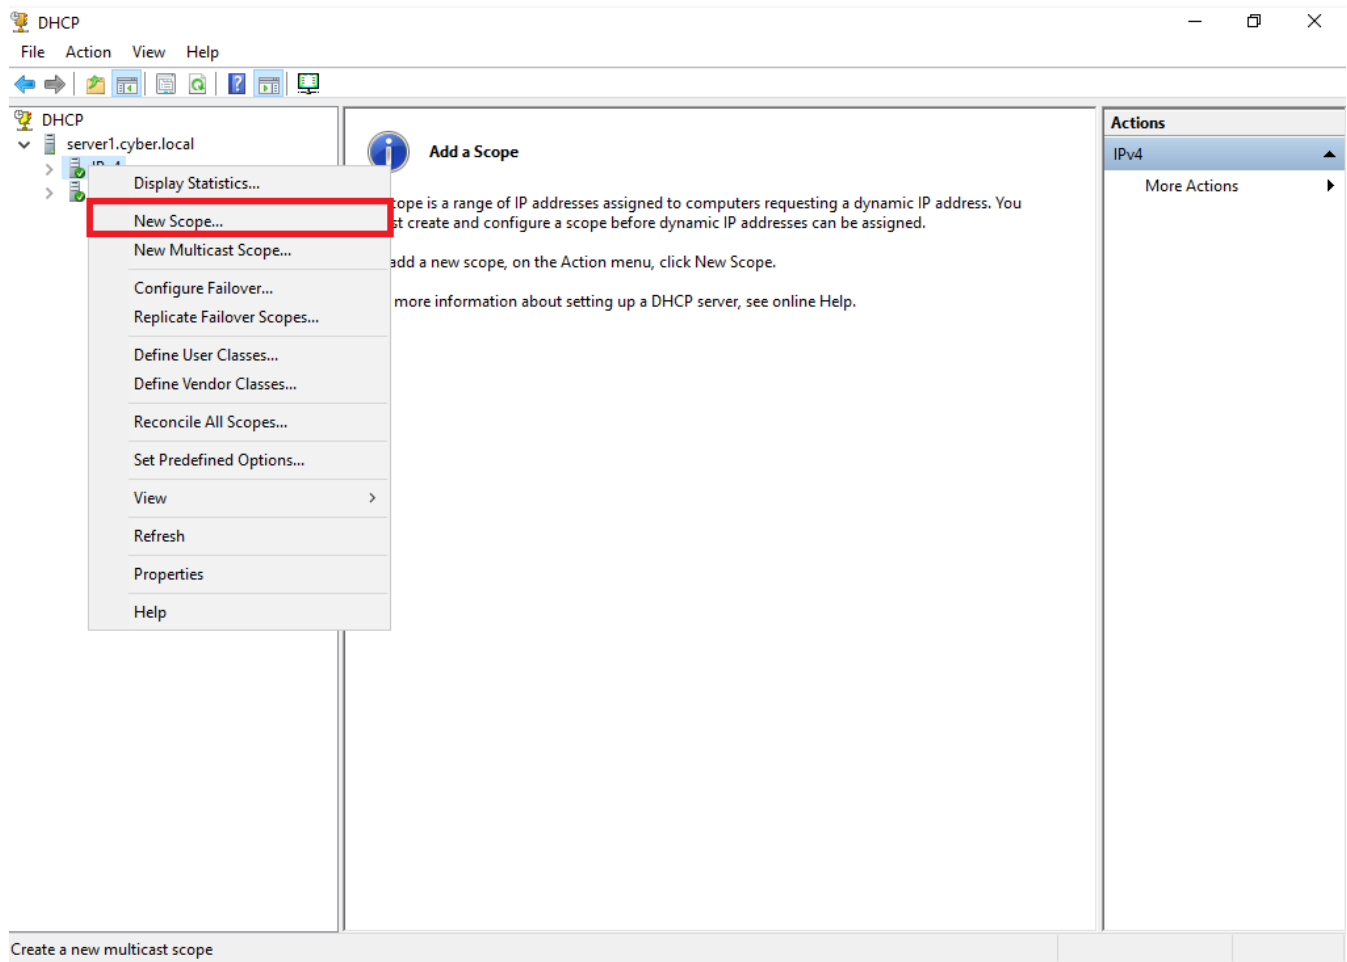 DHCP
File Action View Help
DHCP
server1.cyber.local
Display Statistics...
New Scope...
New Multicast Scope...
Configure Failover...
Replicate Failover Scopes...
Define User Classes...
Define Vendor Classes...
Reconcile All Scopes...
Set Predefined Options...
View
Refresh
Properties
Help
Add a Scope
is a range of IP addresses assigned to computers requesting a dynamic IP address. You
create and configure a scope before dynamic IP addresses can be assigned.
add a new scope, on the Action menu, click New Scope.
more information about setting up a DHCP server, see online Help.
Actions
IPv4
More Actions
Create a new multicast scope